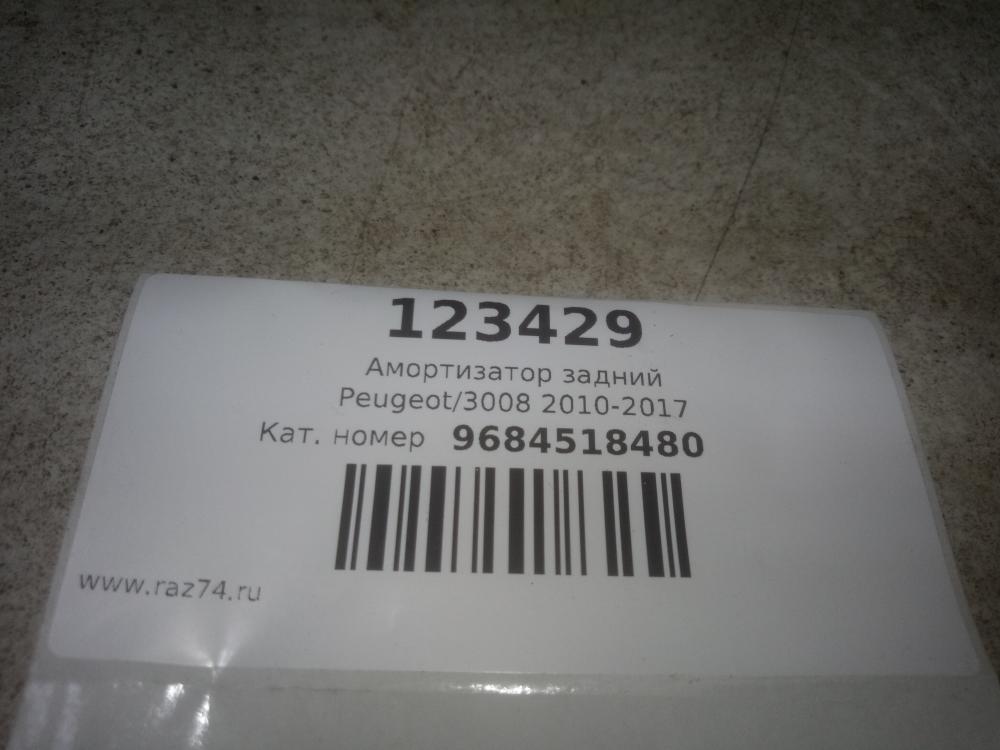 123429
Амортизатор задний
Peugeot/3008 2010-2017
Кат. номер 9684518480
www.raz74.ru